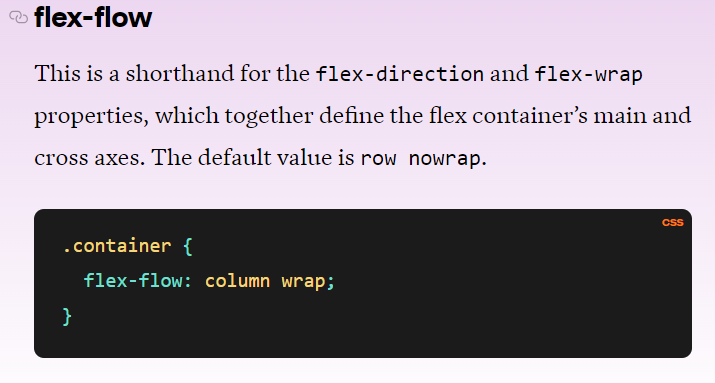 flex-flow
This is a shorthand for the flex-direction and flex-wrap
properties, which together define the flex container’s main and
cross axes. The default value is row nowrap.
CSS
.container {
  flex-flow: column wrap;
}